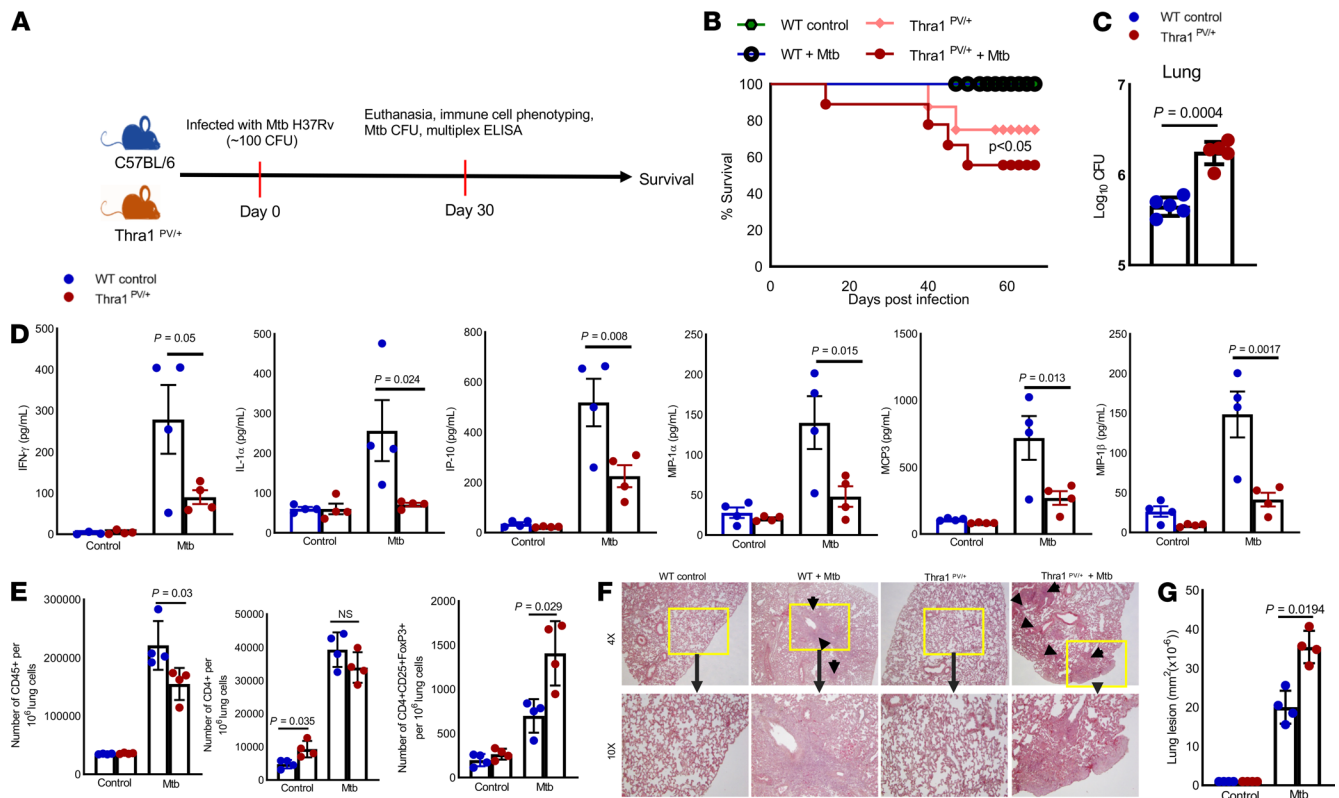 A
Infected with Mtb H37Rv
(~100 CFU)
Euthanasia, immune cell phenotyping,
Mtb CFU, multiplex ELISA
C57BL/6
Survival
Thra1 PV/+
Day 0
Day 30
B
WT control
Thra1 PV/+
WT + Mtb
Thra1 PV/+ + Mtb
% Survival
100
80
60
40
20
0
p<0.05
0
20
40
60
Days post infection
C
WT control
Thra1 PV/+
Lung
P = 0.0004
Log10 CFU
7
6
5
WT control
Thra1 PV/+
D
IFN-γ (pg/mL)
500
400
300
200
100
0
P = 0.05
Control
Mtb
IL-1α (pg/mL)
500
400
300
200
100
0
P = 0.024
Control
Mtb
IP-10 (pg/mL)
800
600
400
200
0
P = 0.008
Control
Mtb
MIP-1α (pg/mL)
250
200
150
100
50
0
P = 0.015
Control
Mtb
MCP3 (pg/mL)
1500
1000
500
0
P = 0.013
Control
Mtb
MIP-1β (pg/mL)
250
200
150
100
50
0
P = 0.0017
Control
Mtb
E
Number of CD45+ per
10⁶ lung cells
300000
200000
100000
0
P = 0.03
Control
Mtb
Number of CD4+ per
10⁶ lung cells
50000
40000
30000
20000
10000
0
P = 0.035
NS
Control
Mtb
Number of CD4+CD25+FoxP3+
per 10⁶ lung cells
2000
1500
1000
500
0
P = 0.029
Control
Mtb
F
WT control
WT + Mtb
Thra1 PV/+
Thra1 PV/+ + Mtb
4X
10X
G
Lung lesion (mm²(x10⁻⁶))
50
40
30
20
10
0
P = 0.0194
Control
Mtb